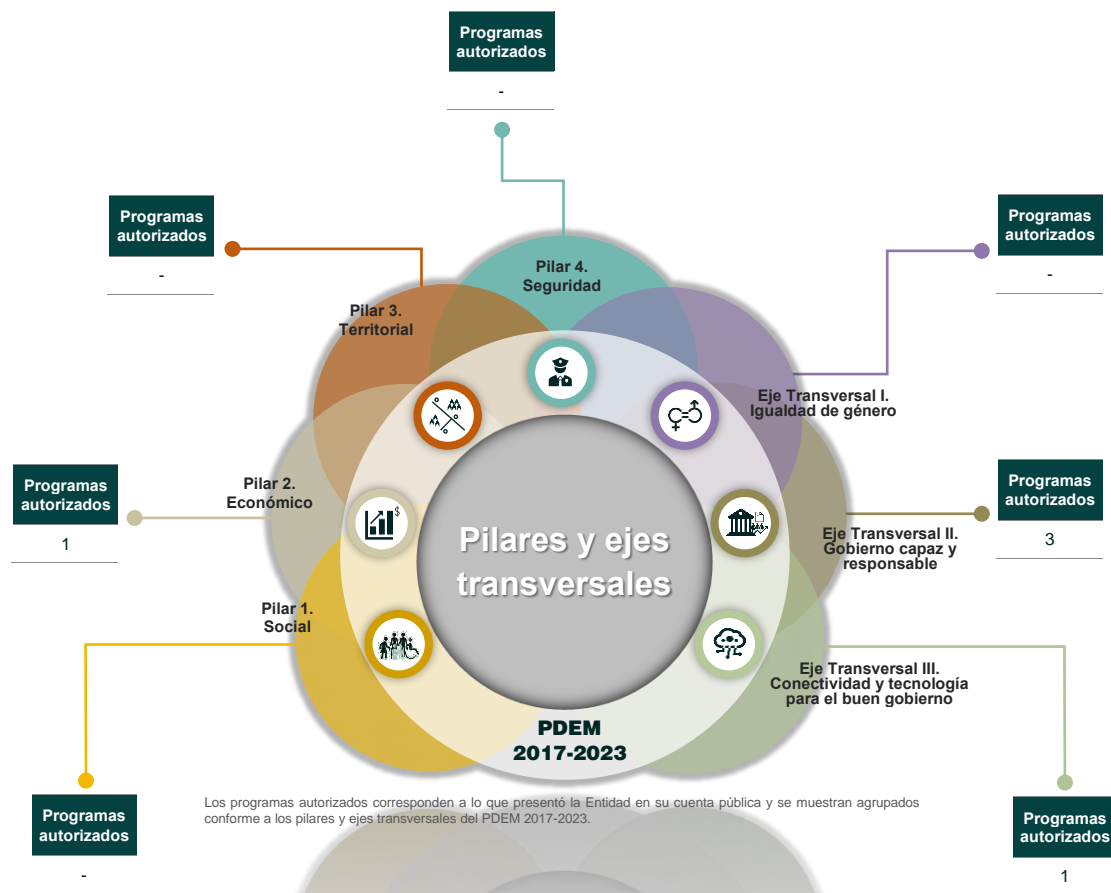 Programas
autorizados
-
Programas
autorizados
-
Programas
autorizados
-
Pilar 4.
Seguridad
Pilar 3.
Territorial
Eje Transversal I.
Igualdad de género
Programas
autorizados
1
Pilar 2.
Económico
$
Pilares y ejes
transversales
Eje Transversal II.
Gobierno capaz y
responsable
Programas
autorizados
3
Pilar 1.
Social
Eje Transversal III.
Conectividad y tecnología
para el buen gobierno
PDEM
2017-2023
Programas
autorizados
-
Los programas autorizados corresponden a lo que presentó la Entidad en su cuenta pública y se muestran agrupados
conforme a los pilares y ejes transversales del PDEM 2017-2023.
Programas
autorizados
1